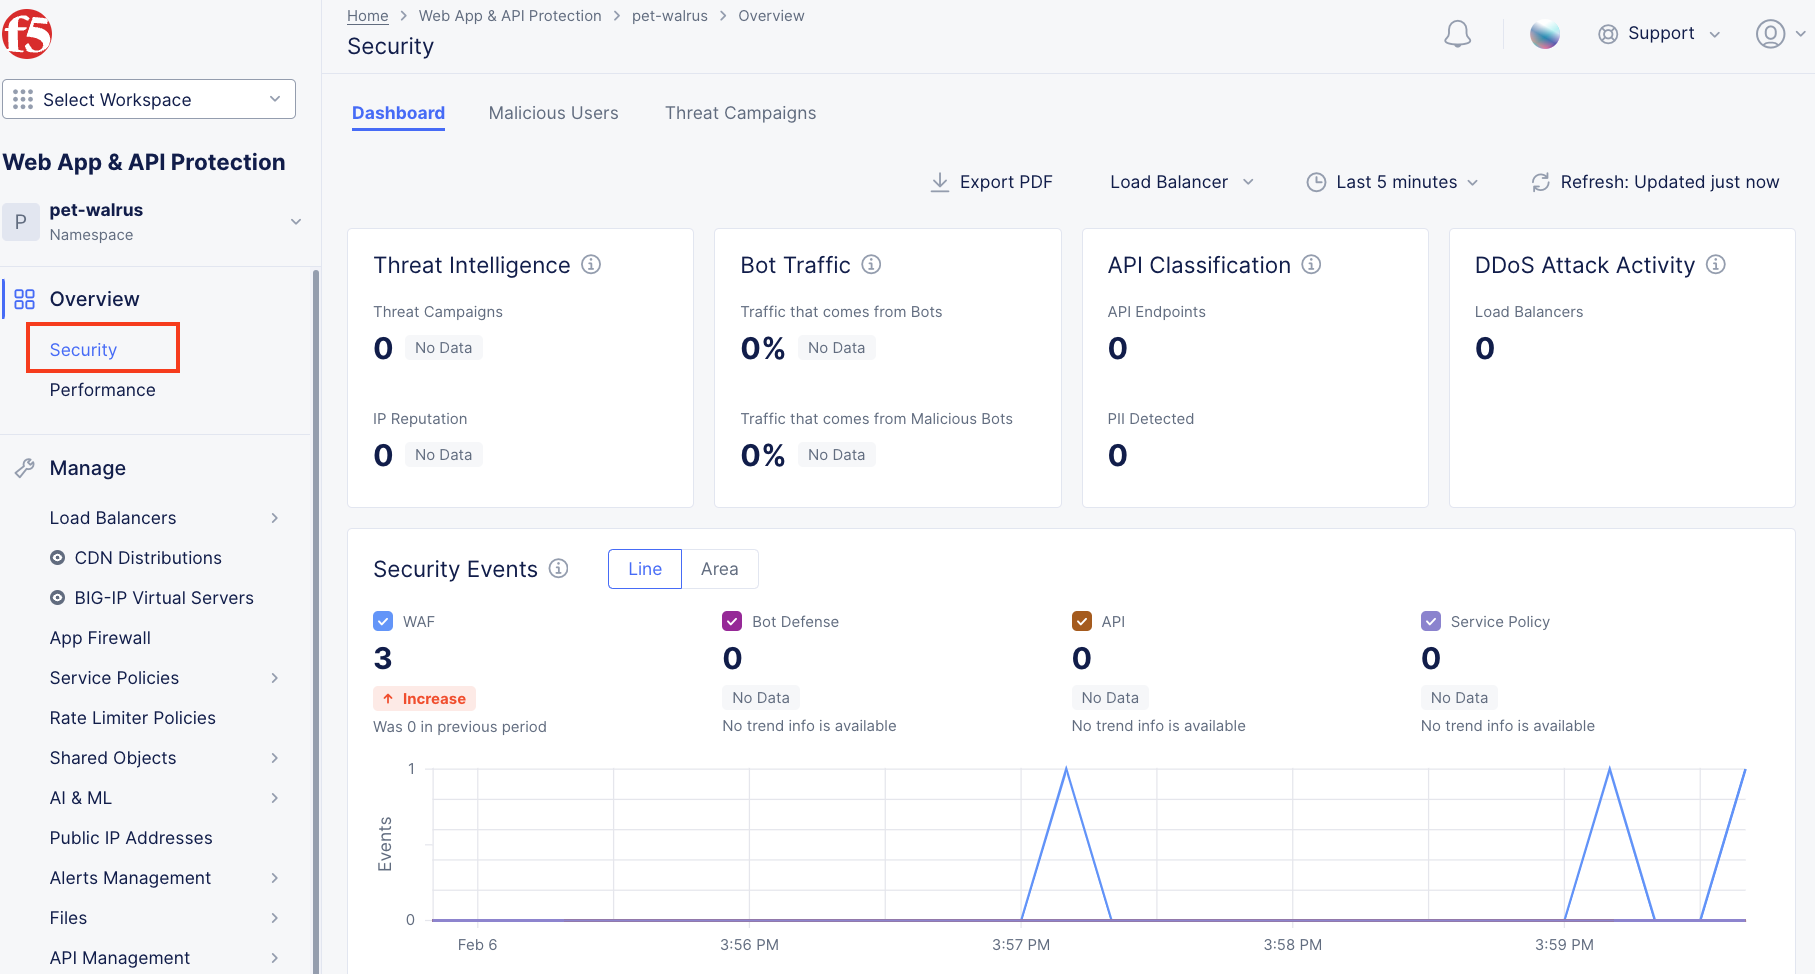 f5
Home > Web App & API Protection > pet-walrus > Overview
Security
Support
Select Workspace
Web App & API Protection
P
pet-walrus
Namespace
Overview
Security
Performance
Manage
Load Balancers
CDN Distributions
BIG-IP Virtual Servers
App Firewall
Service Policies
Rate Limiter Policies
Shared Objects
AI & ML
Public IP Addresses
Alerts Management
Files
API Management
Dashboard Malicious Users Threat Campaigns
Export PDF Load Balancer Last 5 minutes Refresh: Updated just now
Threat Intelligence
Threat Campaigns
0 No Data
IP Reputation
0 No Data
Bot Traffic
Traffic that comes from Bots
0% No Data
Traffic that comes from Malicious Bots
0% No Data
API Classification
API Endpoints
0
PII Detected
0
DDoS Attack Activity
Load Balancers
0
Security Events Line Area
WAF
3
Increase
Was 0 in previous period
Bot Defense
0
No Data
No trend info is available
API
0
No Data
No trend info is available
Service Policy
0
No Data
No trend info is available
Events
1
0
Feb 6 3:56 PM 3:57 PM 3:58 PM 3:59 PM